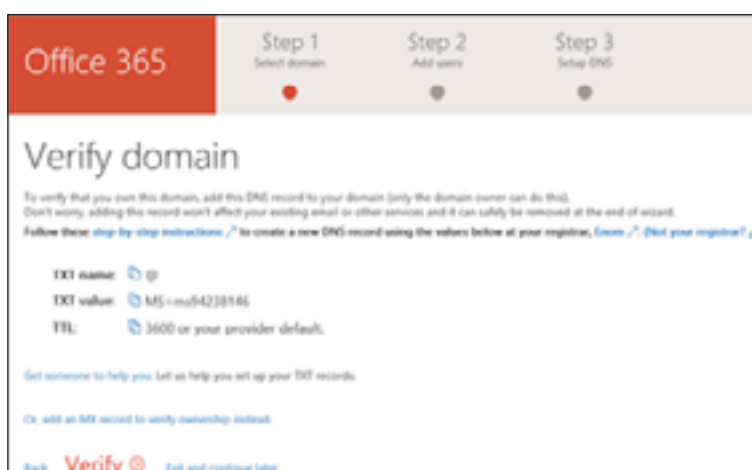 Office 365
Step 1
Select domain
Step 2
Add users
Step 3
Setup DNS
Verify domain
To verify that you own this domain, add this DNS record to your domain (only the domain owner can do this).
Don't worry, adding this record won't affect your existing email or other services and it can safely be removed at the end of wizard.
Follow these step-by-step instructions to create a new DNS record using the values below at your registrar, Enom. (Not your registrar?
TXT name: @
TXT value: MS=ms94238146
TTL: 3600 or your provider default.
Get someone to help you. Let us help you set up your TXT records.
Or, add an MX record to verify ownership instead.
Back Verify Exit and continue later